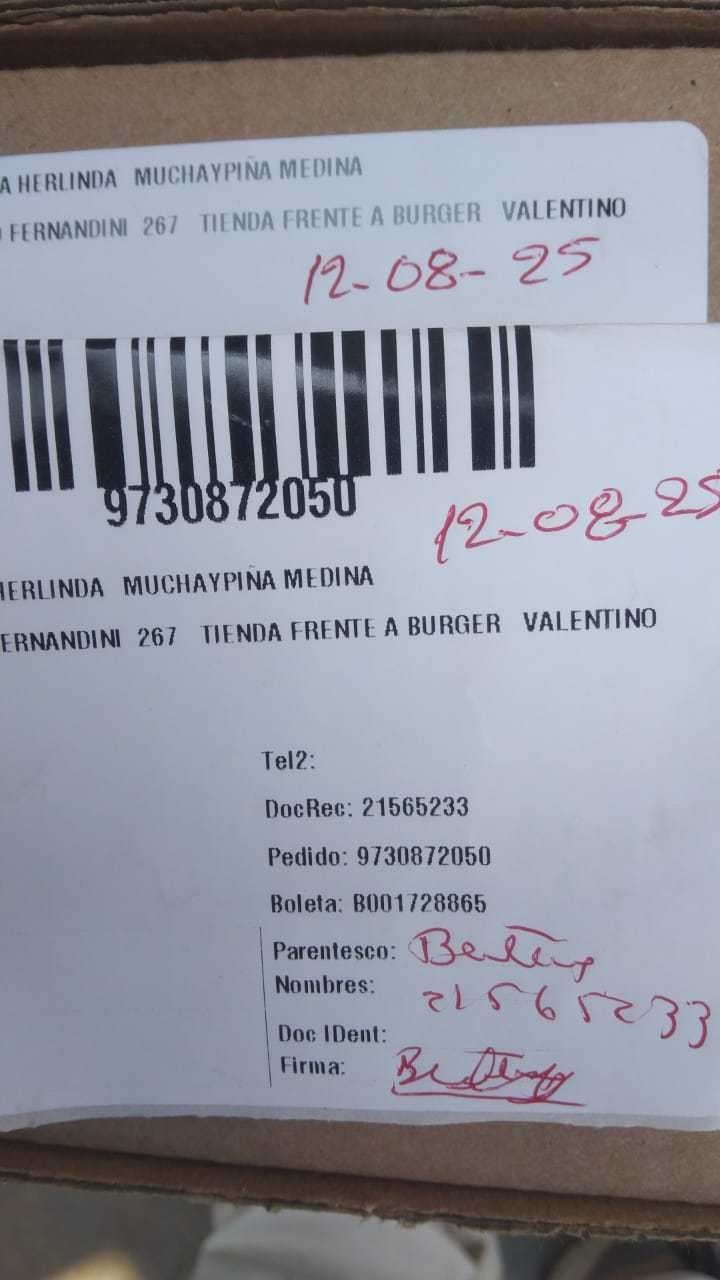 A HERLINDA MUCHAYPIÑA MEDINA
FERNANDINI 267 TIENDA FRENTE A BURGER VALENTINO
12-08-25
9730872050
12-08-25
HERLINDA MUCHAYPIÑA MEDINA
ERNANDINI 267 TIENDA FRENTE A BURGER VALENTINO
Tel2:
DocRec: 21565233
Pedido: 9730872050
Boleta: B001728865
Parentesco:
Nombres: 21565233
Doc IDent:
Firma: